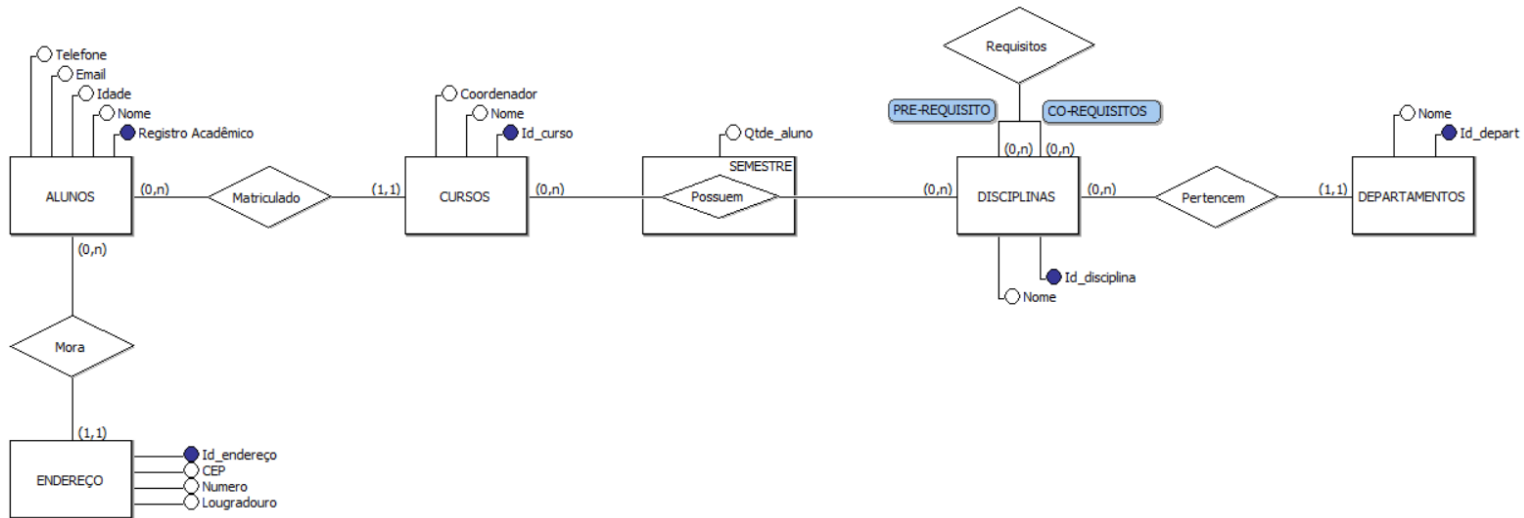 Requisitos
Telefone
Email
Idade
Nome
Registro Acadêmico
Coordenador
Nome
Id_curso
PRE-REQUISITO
CO-REQUISITOS
Nome
Id_depart
Qtde_aluno
SEMESTRE
(0,n) (0,n)
ALUNOS
(0,n)
Matriculado
(1,1)
CURSOS
(0,n)
Possuem
(0,n)
DISCIPLINAS
(0,n)
Pertencem
(1,1)
DEPARTAMENTOS
(0,n)
Id_disciplina
Nome
Mora
(1,1)
ENDEREÇO
Id_endereço
CEP
Numero
Lougradouro